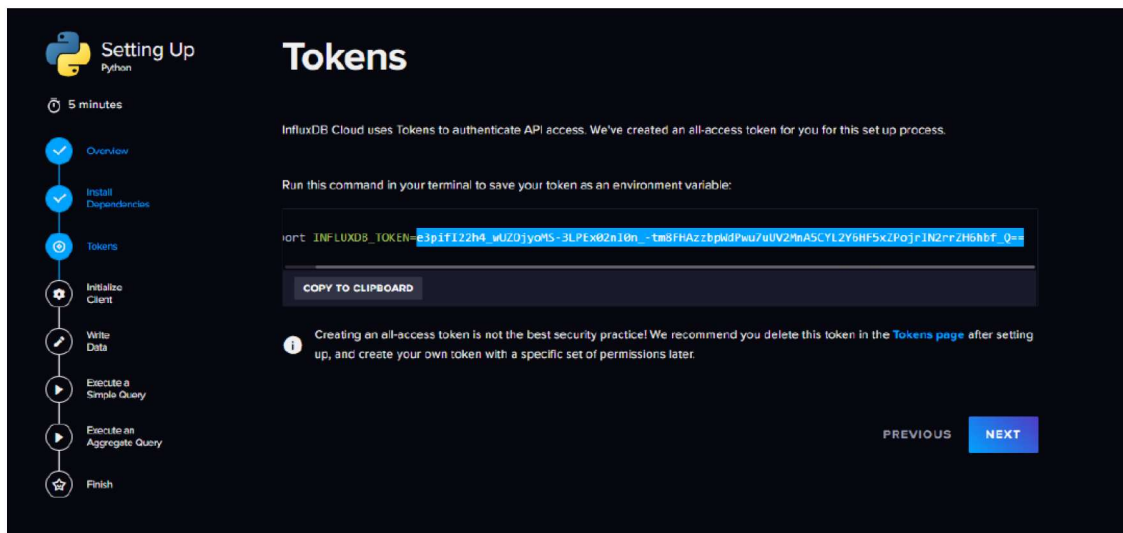 Setting Up
Python
5 minutes
Overview
Install
Dependencies
Tokens
Initialize
Client
Write
Data
Execute a
Simple Query
Execute an
Aggregate Query
Finish
Tokens
InfluxDB Cloud uses Tokens to authenticate API access. We've created an all-access token for you for this set up process.
Run this command in your terminal to save your token as an environment variable:
ort INFLUXDB_TOKEN=e3pifI22h4_wUZOjyoMS-3LPEx02nI0n_-tm8FHAzzbpWdPwu7uUV2MnA5CYL2Y6HF5xZPojrIN2rrZH6hbf_Q==
COPY TO CLIPBOARD
Creating an all-access token is not the best security practice! We recommend you delete this token in the Tokens page after setting
up, and create your own token with a specific set of permissions later.
PREVIOUS
NEXT